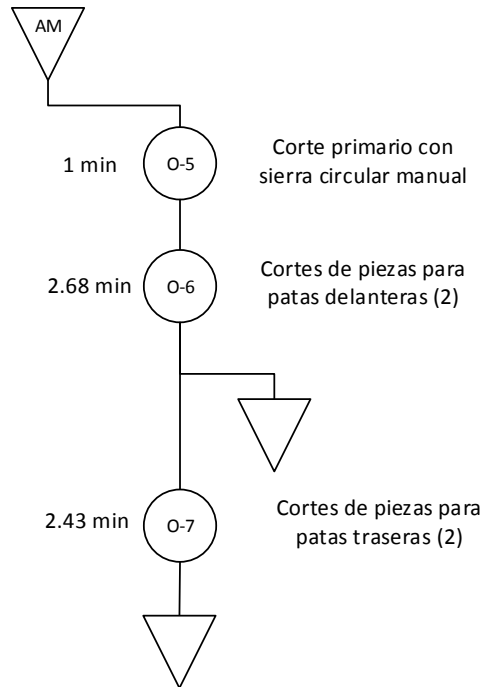 AM
1 min
O-5
Corte primario con
sierra circular manual
2.68 min
O-6
Cortes de piezas para
patas delanteras (2)
2.43 min
O-7
Cortes de piezas para
patas traseras (2)